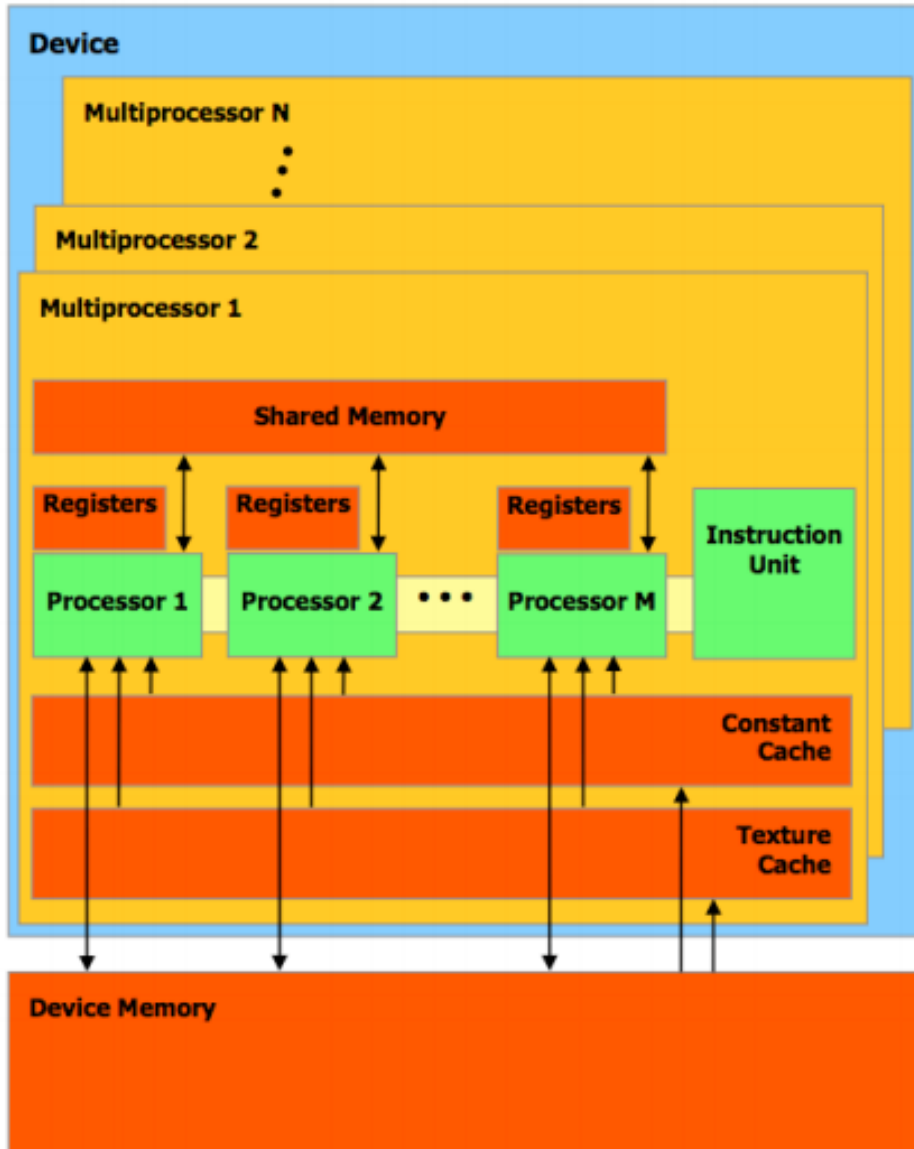 Device
Multiprocessor N
Multiprocessor 2
Multiprocessor 1
Shared Memory
Registers
Registers
Registers
Instruction
Unit
Processor 1
Processor 2
Processor M
Constant
Cache
Texture
Cache
Device Memory